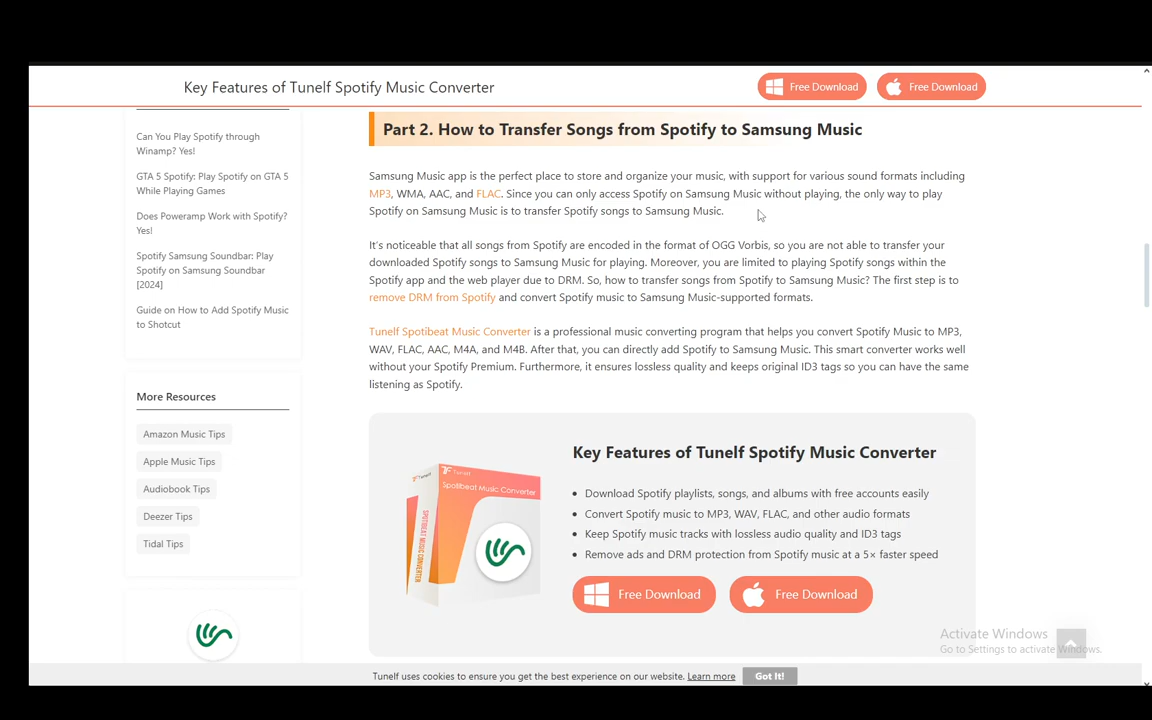 Key Features of Tunelf Spotify Music Converter
Free Download
Free Download
Can You Play Spotify through
Winamp? Yes!
GTA 5 Spotify: Play Spotify on GTA 5
While Playing Games
Does Poweramp Work with Spotify?
Yes!
Spotify Samsung Soundbar: Play
Spotify on Samsung Soundbar
[2024]
Guide on How to Add Spotify Music
to Shotcut
More Resources
Amazon Music Tips
Apple Music Tips
Audiobook Tips
Deezer Tips
Tidal Tips
Part 2. How to Transfer Songs from Spotify to Samsung Music
Samsung Music app is the perfect place to store and organize your music, with support for various sound formats including
MP3, WMA, AAC, and FLAC. Since you can only access Spotify on Samsung Music without playing, the only way to play
Spotify on Samsung Music is to transfer Spotify songs to Samsung Music.
It's noticeable that all songs from Spotify are encoded in the format of OGG Vorbis, so you are not able to transfer your
downloaded Spotify songs to Samsung Music for playing. Moreover, you are limited to playing Spotify songs within the
Spotify app and the web player due to DRM. So, how to transfer songs from Spotify to Samsung Music? The first step is to
remove DRM from Spotify and convert Spotify music to Samsung Music-supported formats.
Tunelf Spotibeat Music Converter is a professional music converting program that helps you convert Spotify Music to MP3,
WAV, FLAC, AAC, M4A, and M4B. After that, you can directly add Spotify to Samsung Music. This smart converter works well
without your Spotify Premium. Furthermore, it ensures lossless quality and keeps original ID3 tags so you can have the same
listening as Spotify.
Tunelf
Tunelf
Spotibeat Music Converter
SPOTIBEAT MUSIC CONVERTER
Key Features of Tunelf Spotify Music Converter
Download Spotify playlists, songs, and albums with free accounts easily
Convert Spotify music to MP3, WAV, FLAC, and other audio formats
Keep Spotify music tracks with lossless audio quality and ID3 tags
Remove ads and DRM protection from Spotify music at a 5× faster speed
Free Download
Free Download
Activate Windows
Go to Settings to activate Windows.
Tunelf uses cookies to ensure you get the best experience on our website. Learn more
Got It!